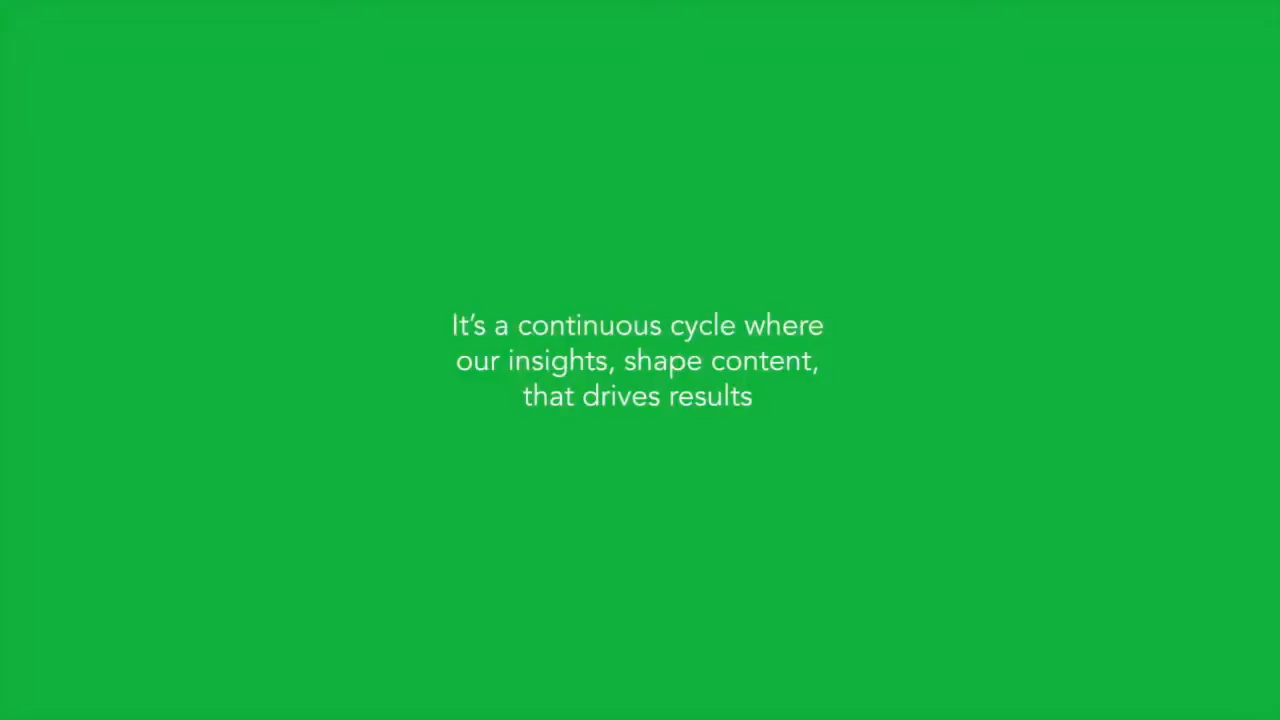 It’s a continuous cycle where
our insights, shape content,
that drives results